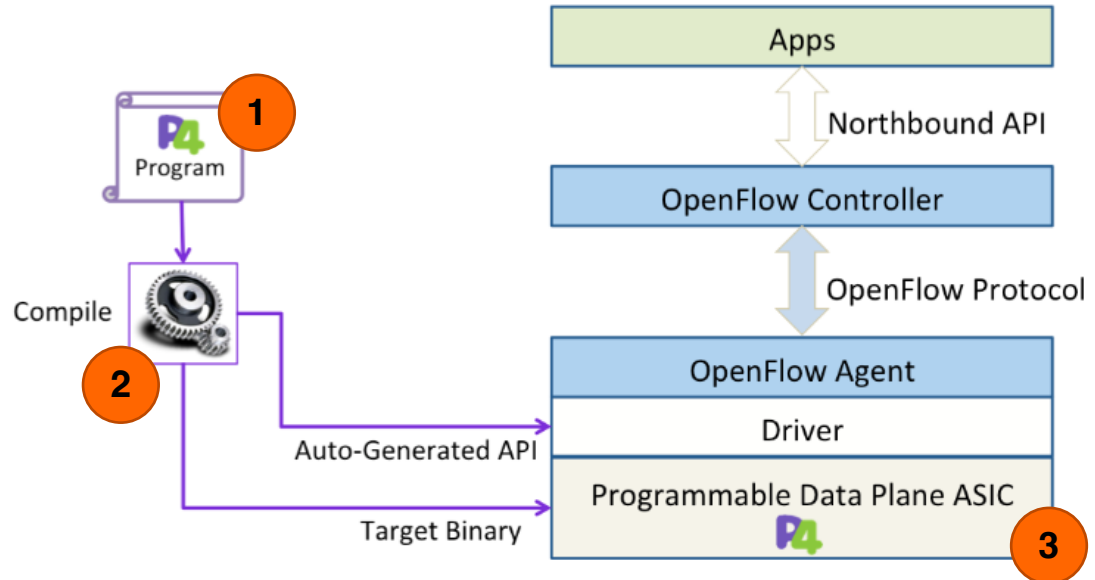 Apps
1
P4
Program
Northbound API
OpenFlow Controller
Compile
OpenFlow Protocol
2
OpenFlow Agent
Driver
Auto-Generated API
Programmable Data Plane ASIC
Target Binary
P4
3